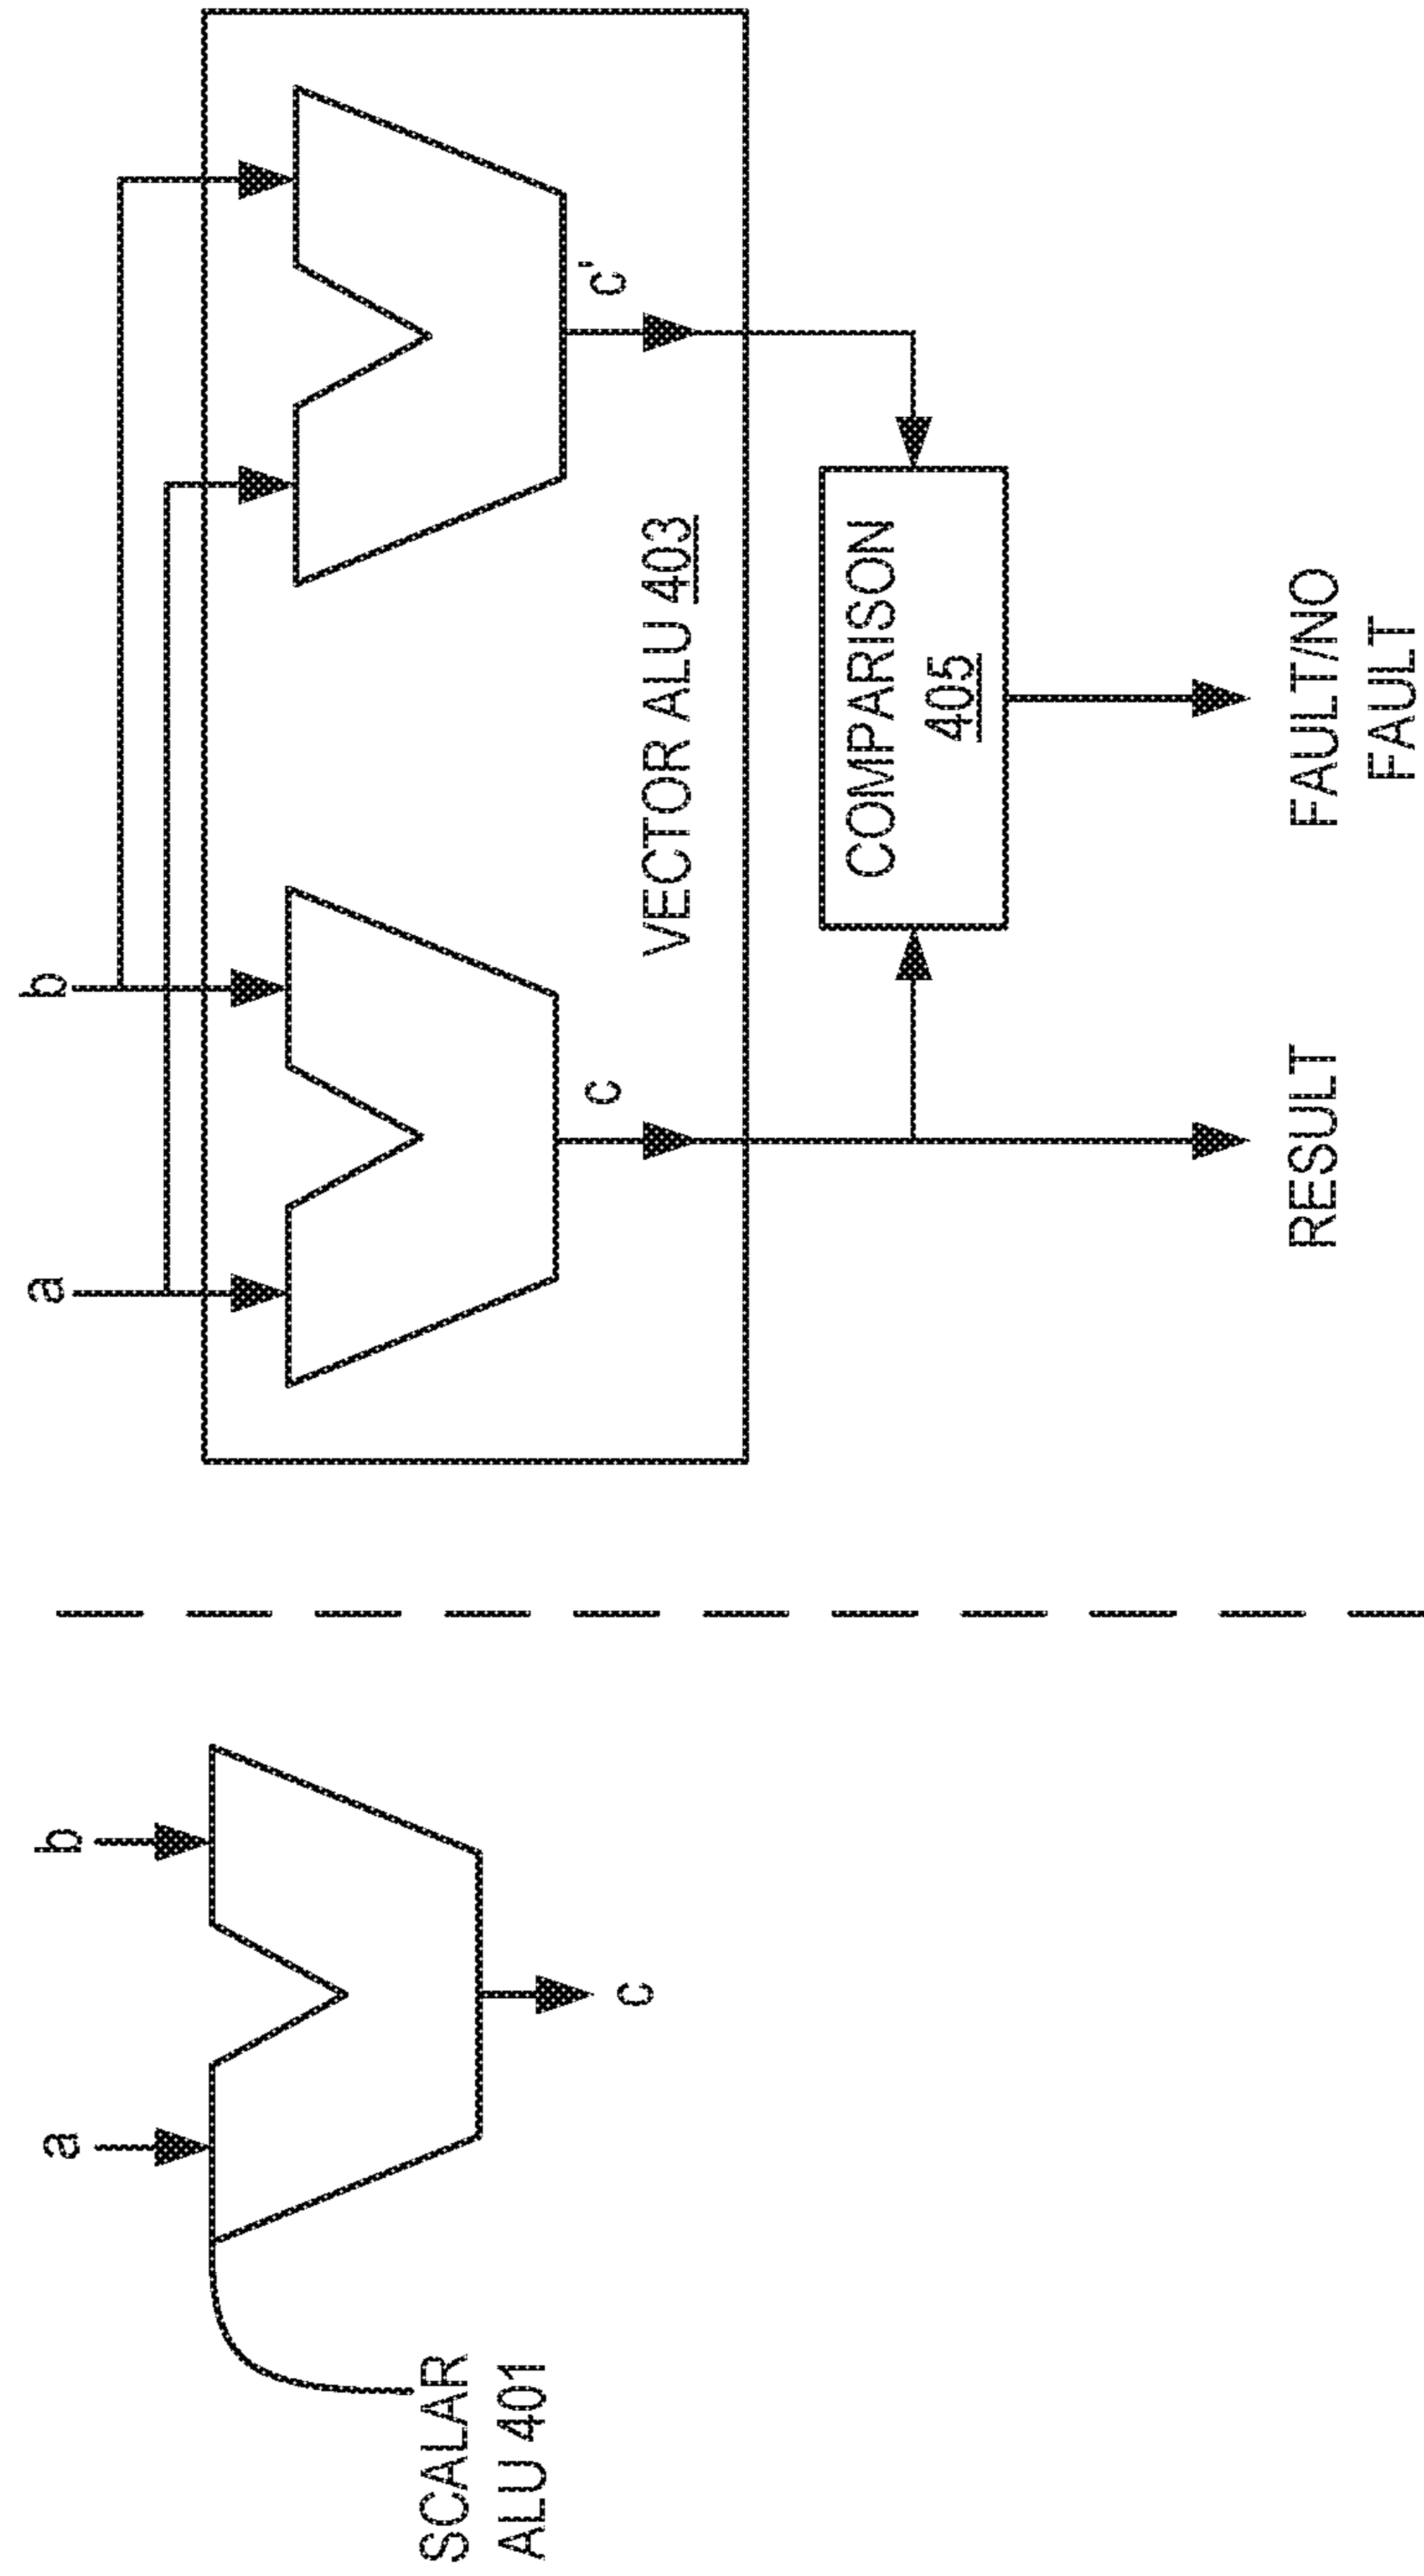 a
b
SCALAR
ALU 401
c
a
b
c
c'
VECTOR ALU 403
COMPARISON
405
RESULT
FAULT/NO
FAULT